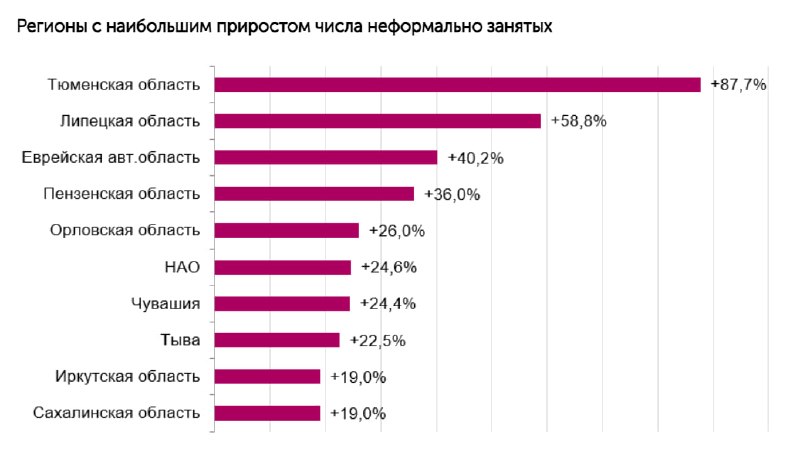 Регионы с наибольшим приростом числа неформально занятых
Тюменская область +87,7%
Липецкая область +58,8%
Еврейская авт.область +40,2%
Пензенская область +36,0%
Орловская область +26,0%
НАО +24,6%
Чувашия +24,4%
Тыва +22,5%
Иркутская область +19,0%
Сахалинская область +19,0%